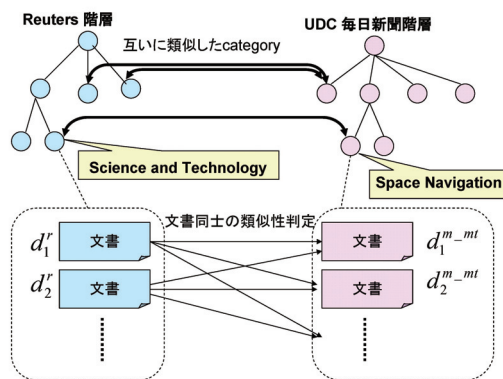 Reuters 階層
UDC 毎日新聞階層
互いに類似したcategory
Science and Technology
Space Navigation
文書同士の類似性判定
d_1^r
文書
文書
d_1^{m_mt}
d_2^r
文書
文書
d_2^{m_mt}